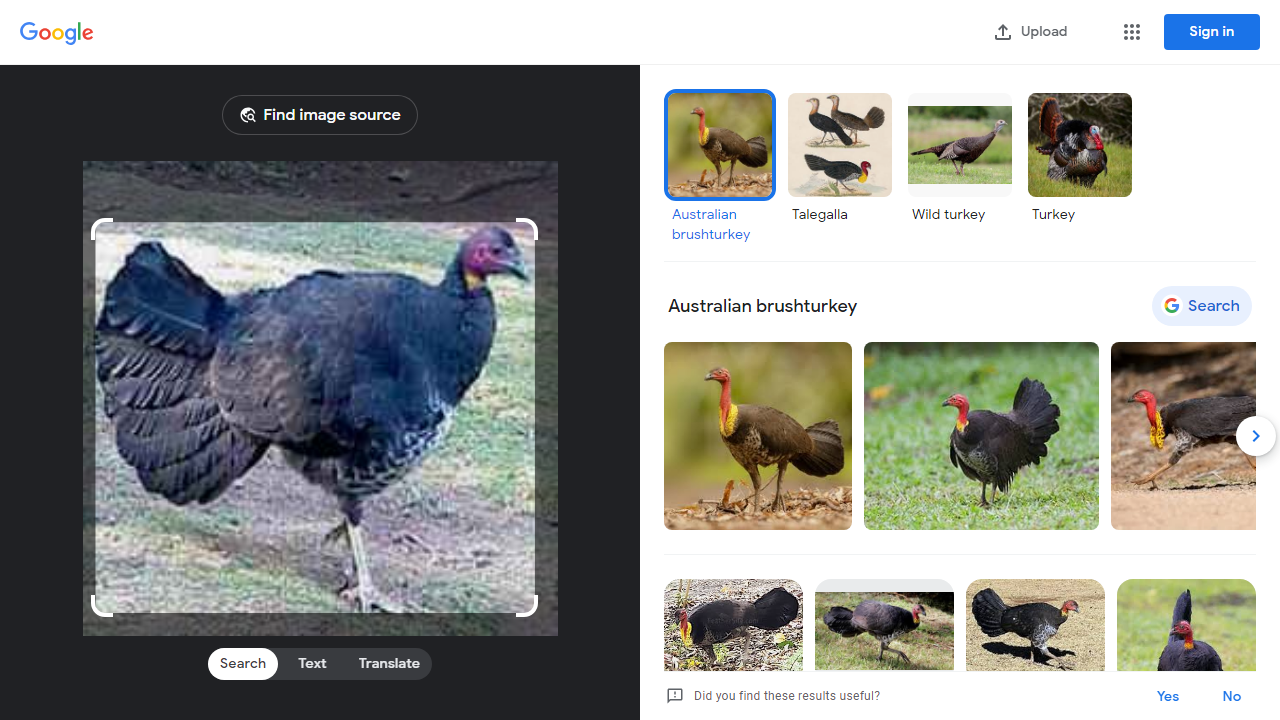 Google
Upload
Sign in
Find image source
Australian
brushturkey
Talegalla
Wild turkey
Turkey
Australian brushturkey
Search
Search
Text
Translate
Did you find these results useful?
Yes
No